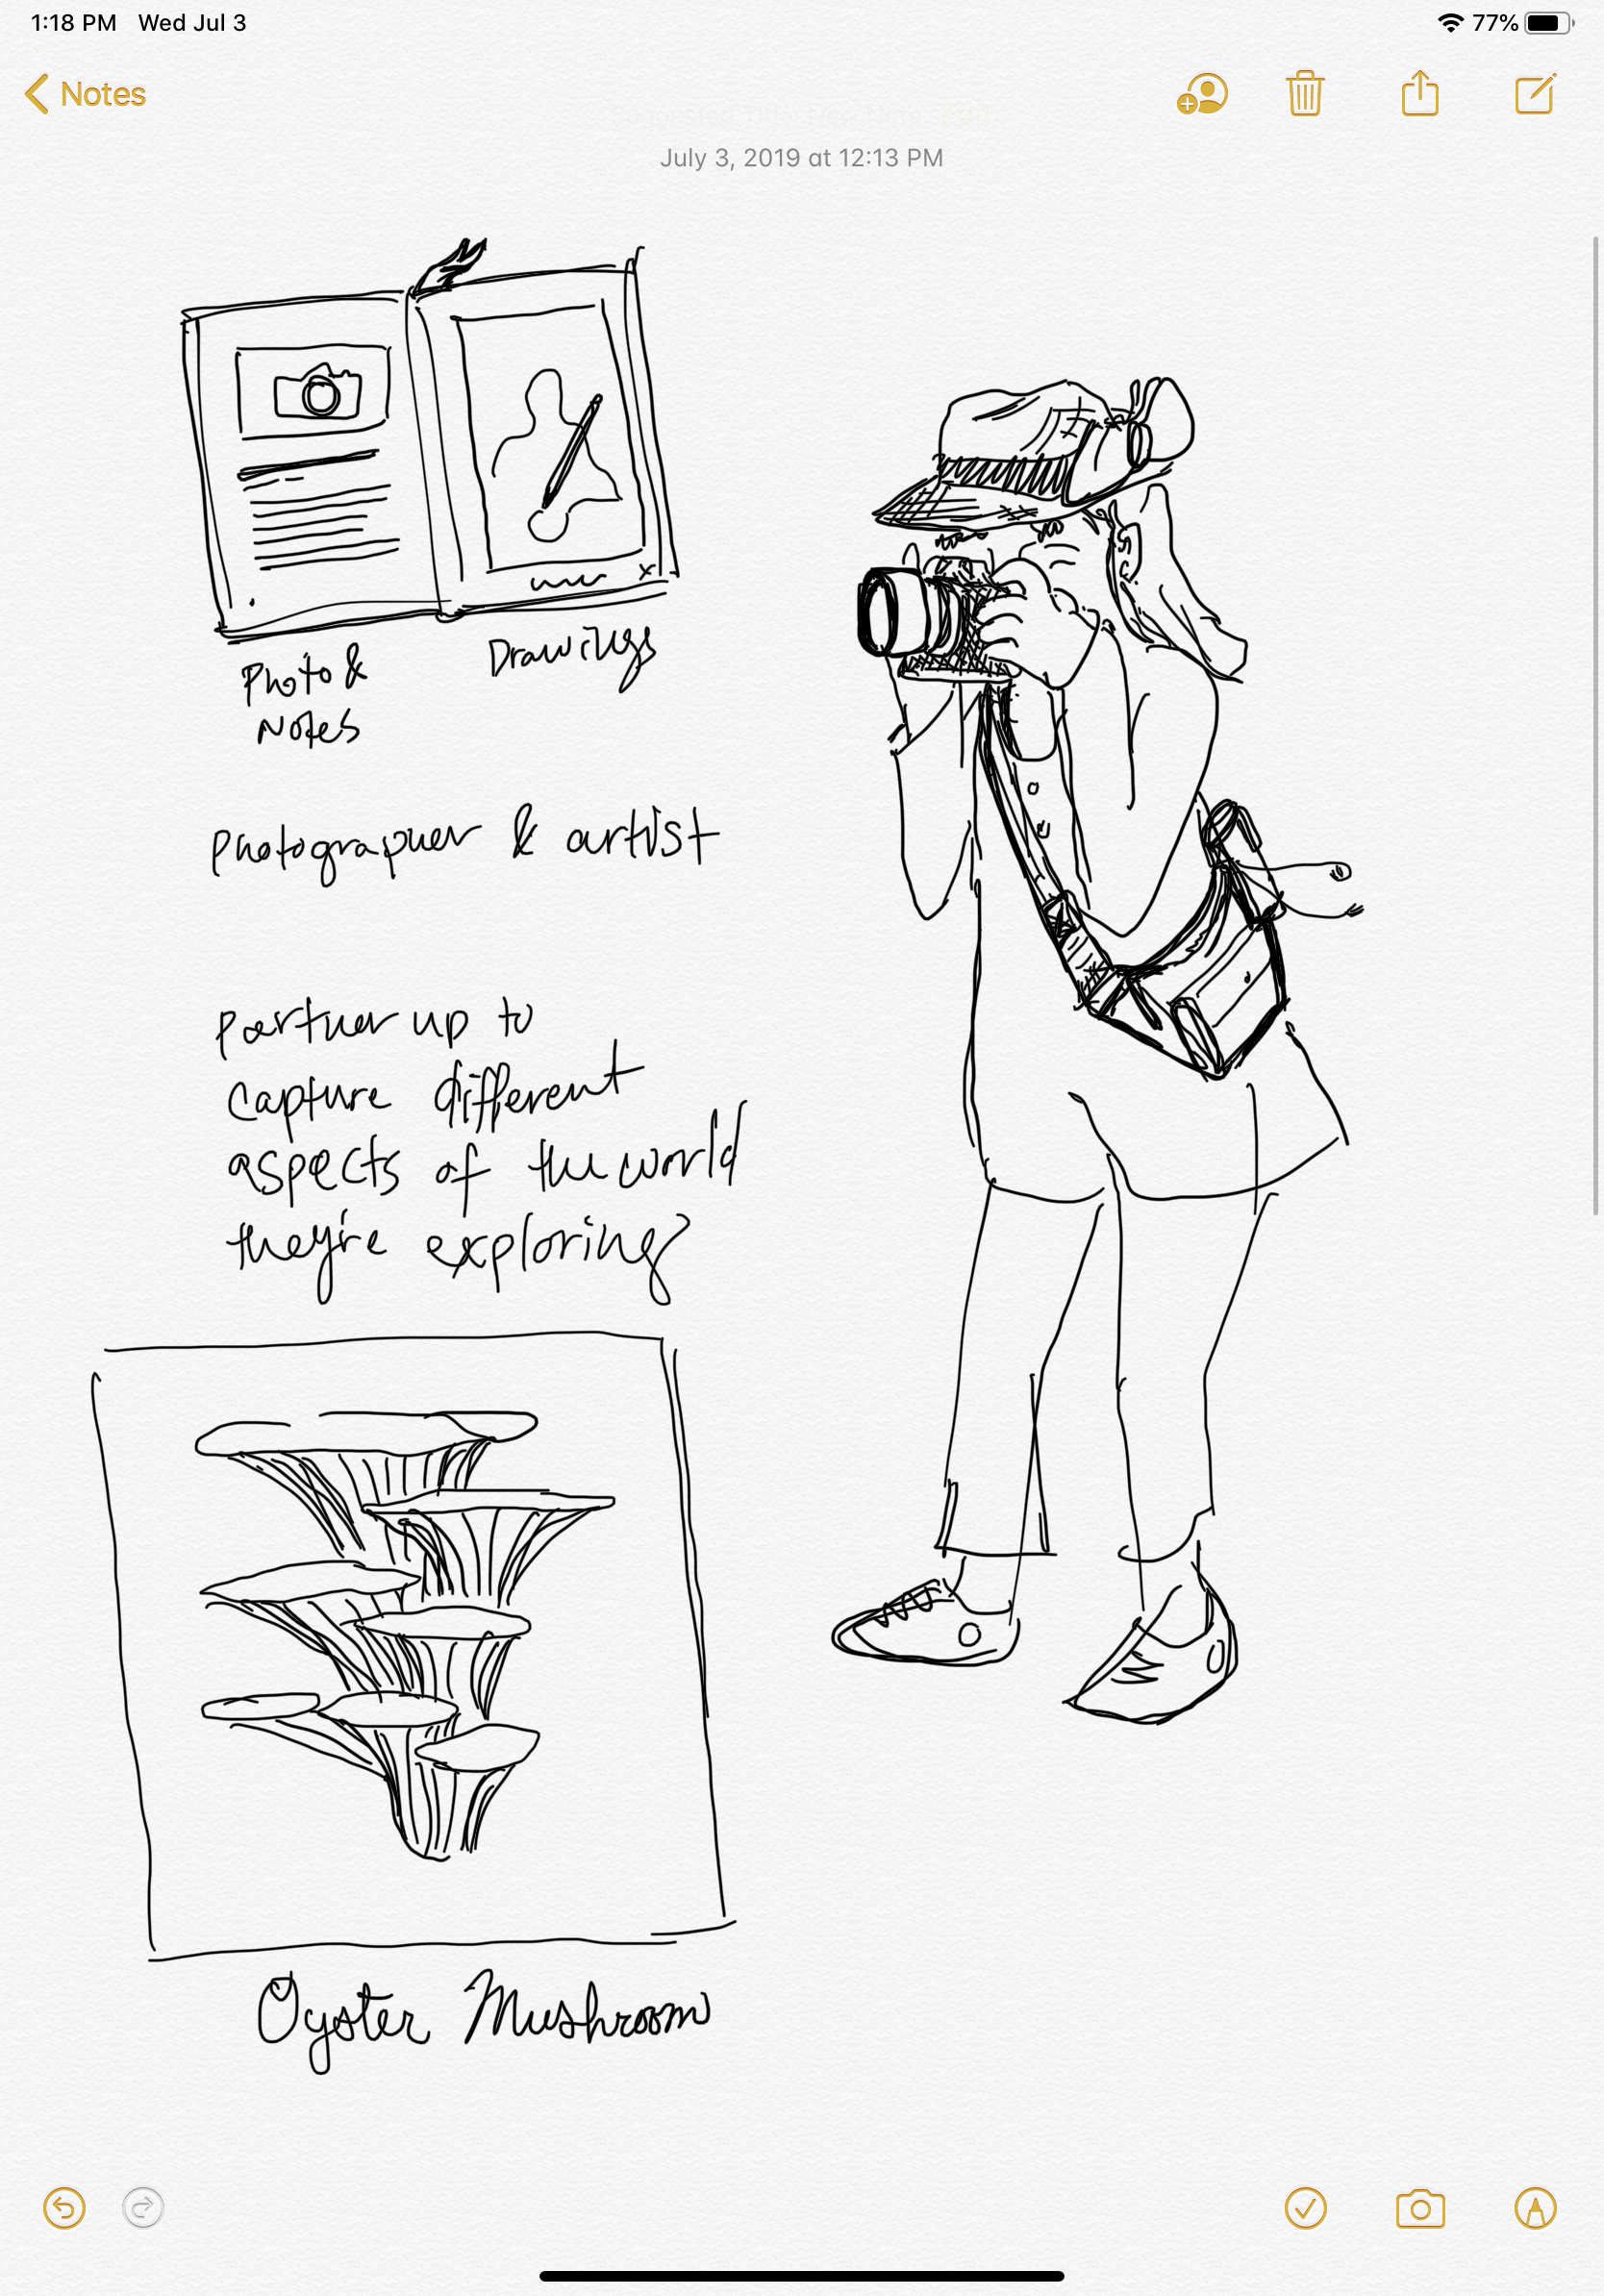 1:18 PM Wed Jul 3
77%
Notes
July 3, 2019 at 12:13 PM
Photo &
Notes
Drawings
Photographer & artist
Partner up to
capture different
aspects of the world
they're exploring?
Oyster Mushroom